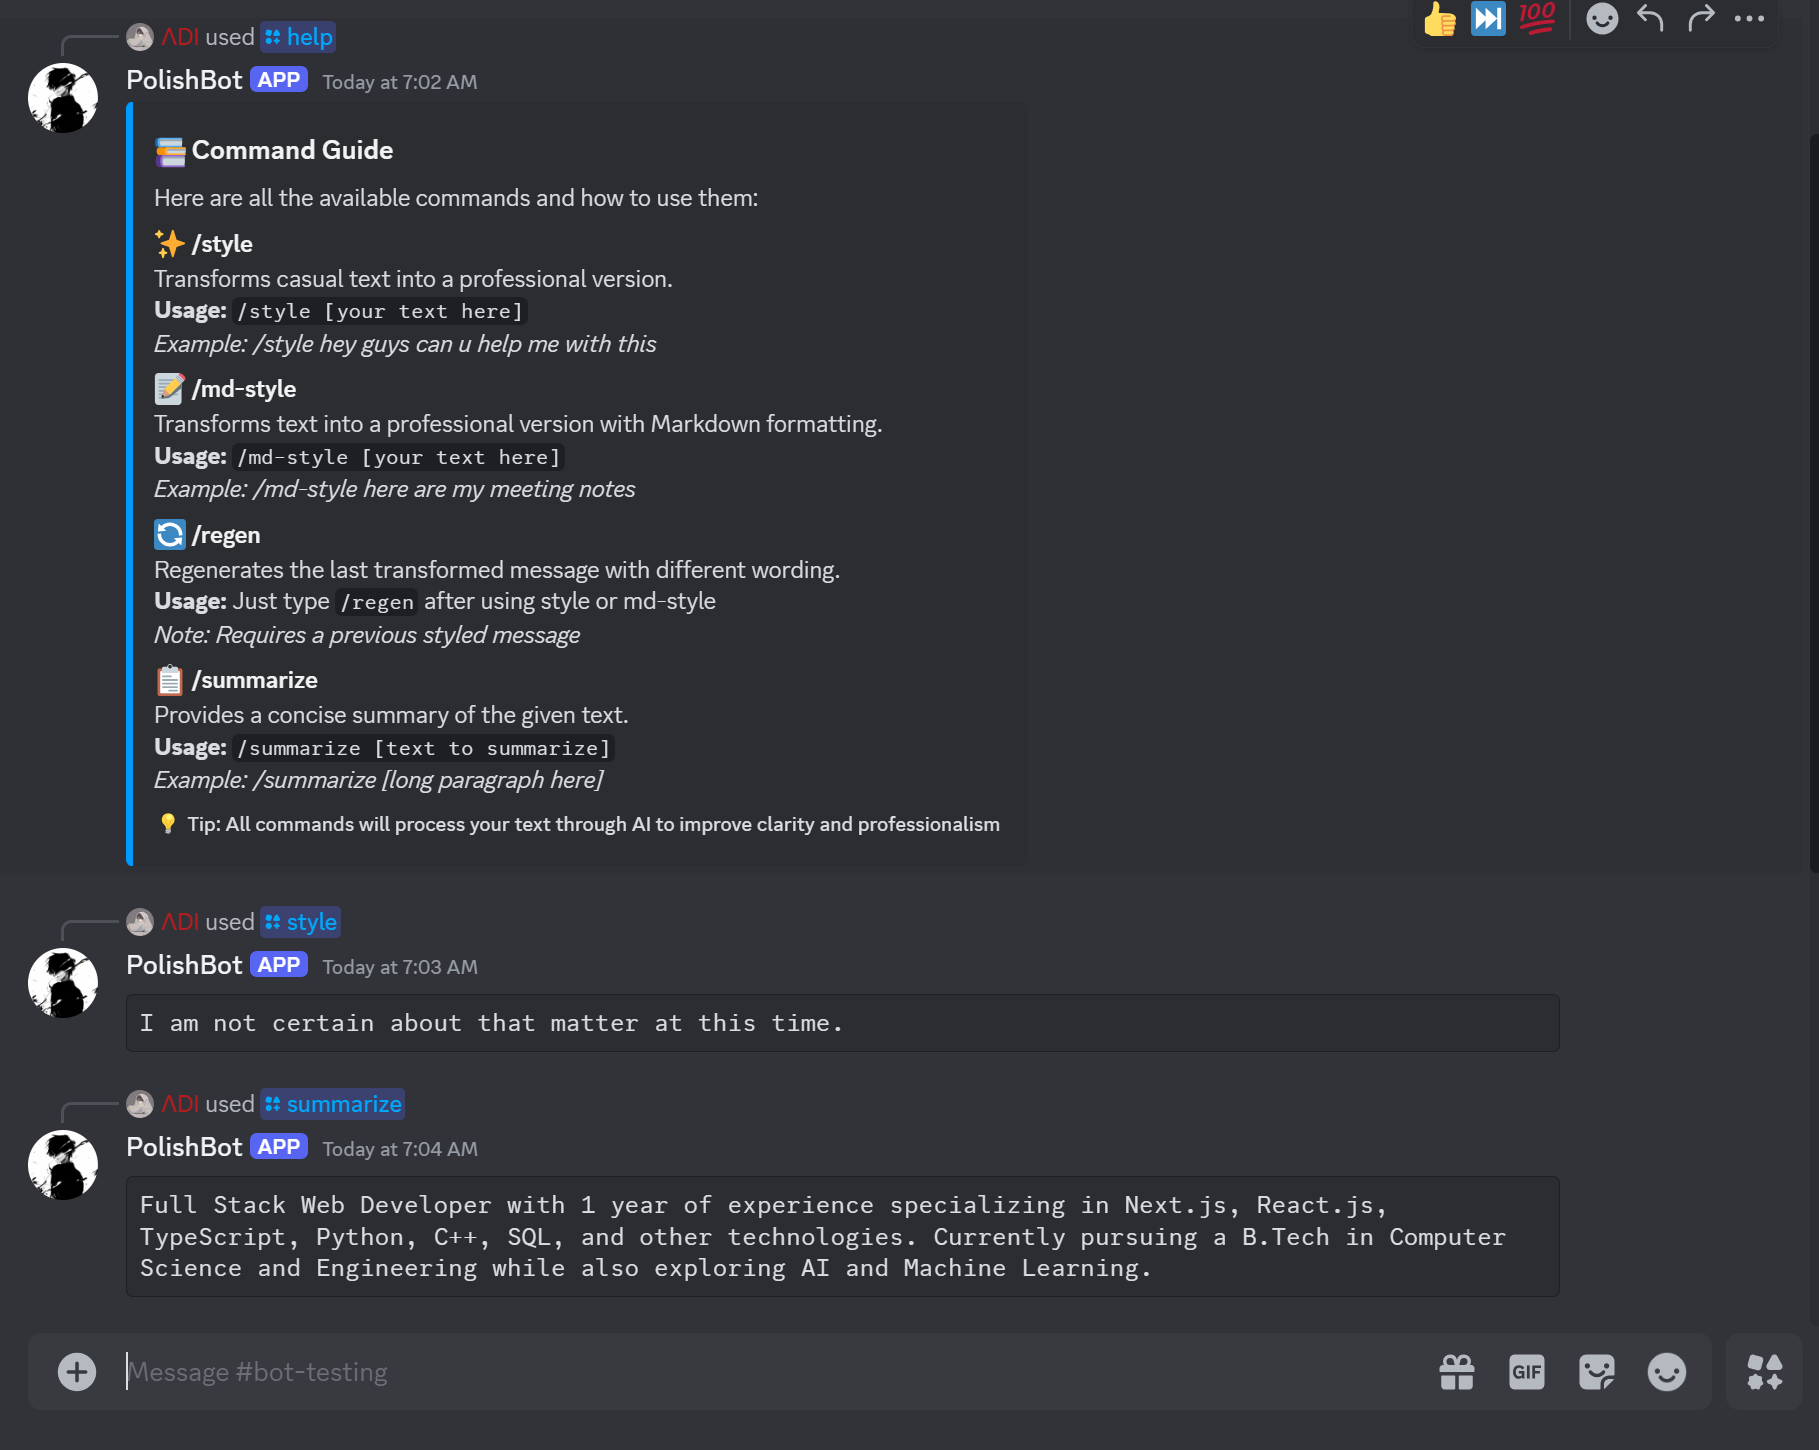 ΛDI used help
PolishBot APP Today at 7:02 AM
Command Guide
Here are all the available commands and how to use them:
/style
Transforms casual text into a professional version.
Usage: /style [your text here]
Example: /style hey guys can u help me with this
/md-style
Transforms text into a professional version with Markdown formatting.
Usage: /md-style [your text here]
Example: /md-style here are my meeting notes
/regen
Regenerates the last transformed message with different wording.
Usage: Just type /regen after using style or md-style
Note: Requires a previous styled message
/summarize
Provides a concise summary of the given text.
Usage: /summarize [text to summarize]
Example: /summarize [long paragraph here]
Tip: All commands will process your text through AI to improve clarity and professionalism
ΛDI used style
PolishBot APP Today at 7:03 AM
I am not certain about that matter at this time.
ΛDI used summarize
PolishBot APP Today at 7:04 AM
Full Stack Web Developer with 1 year of experience specializing in Next.js, React.js,
TypeScript, Python, C++, SQL, and other technologies. Currently pursuing a B.Tech in Computer
Science and Engineering while also exploring AI and Machine Learning.
Message #bot-testing
GIF